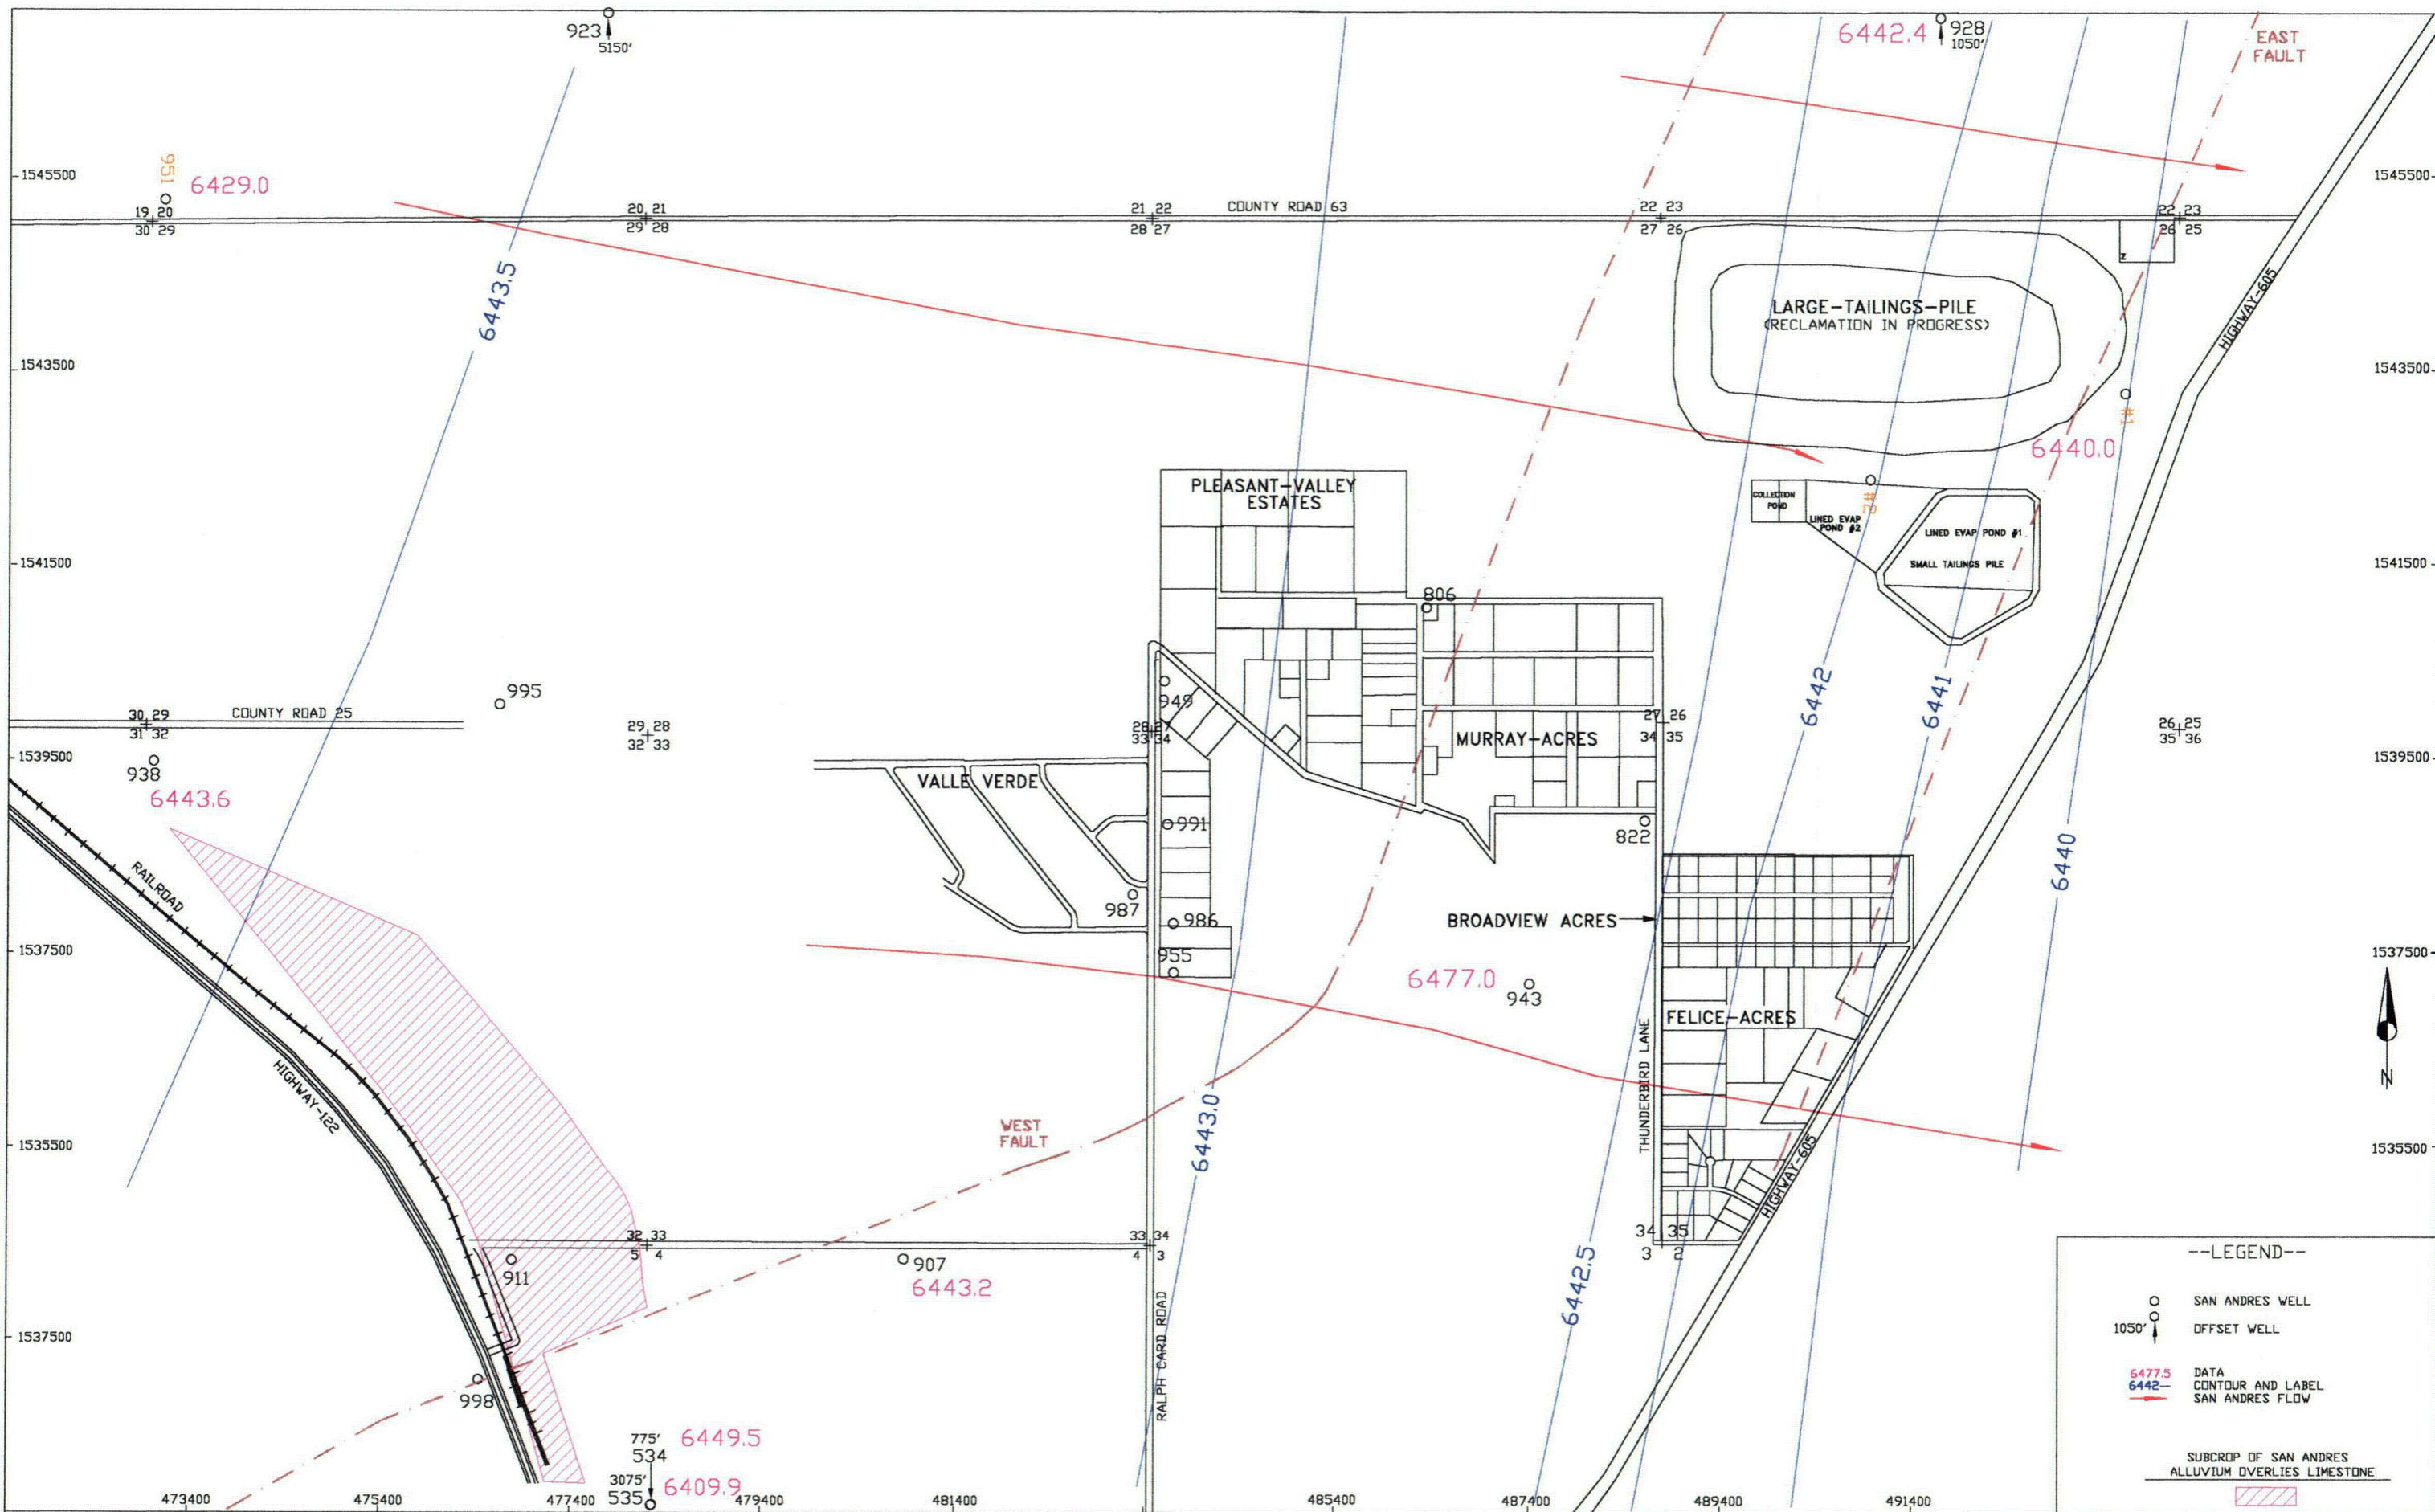 923
5150'
6442.4
928
1050'
EAST
FAULT
951
6429.0
1545500
1545500
19 20
30 29
20 21
29 28
21 22
28 27
COUNTY ROAD 63
22 23
27 26
22 23
26 25
Z
6443.5
LARGE-TAILINGS-PILE
(RECLAMATION IN PROGRESS)
HIGHWAY-605
1543500
1543500
#1
6440.0
PLEASANT-VALLEY
ESTATES
COLLECTION
POND
#2
LINED EVAP
POND #2
LINED EVAP POND #1
SMALL TAILINGS PILE
1541500
1541500
806
995
949
6442
6441
30 29
31 32
COUNTY ROAD 25
29 28
32 33
28 27
33 34
27 26
34 35
26 25
35 36
MURRAY-ACRES
1539500
1539500
938
6443.6
VALLE VERDE
991
822
6440
RAILROAD
987
986
BROADVIEW ACRES
1537500
1537500
955
6477.0
943
FELICE-ACRES
THUNDERBIRD LANE
N
HIGHWAY-122
WEST
FAULT
6443.0
1535500
1535500
HIGHWAY-605
32 33
5 4
33 34
4 3
34 35
3 2
911
907
6443.2
6442.5
1537500
RALPH CARD ROAD
998
775'
6449.5
534
3075'
535
6409.9
473400
475400
477400
479400
481400
485400
487400
489400
491400
--LEGEND--
SAN ANDRES WELL
1050'
OFFSET WELL
6477.5 DATA
6442— CONTOUR AND LABEL
SAN ANDRES FLOW
SUBCROP OF SAN ANDRES
ALLUVIUM OVERLIES LIMESTONE